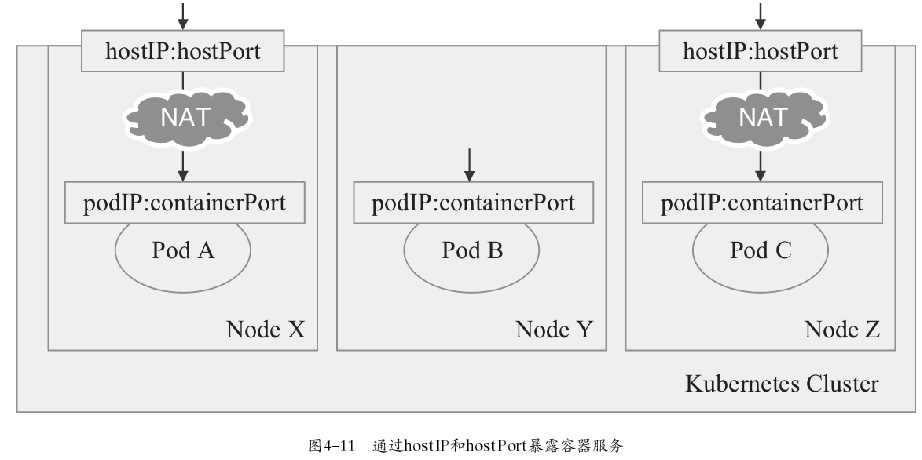 hostIP:hostPort hostIP:hostPort
NAT NAT
podIP:containerPort podIP:containerPort podIP:containerPort
Pod A Pod B Pod C
Node X Node Y Node Z
Kubernetes Cluster
图4-11 通过hostIP和hostPort暴露容器服务